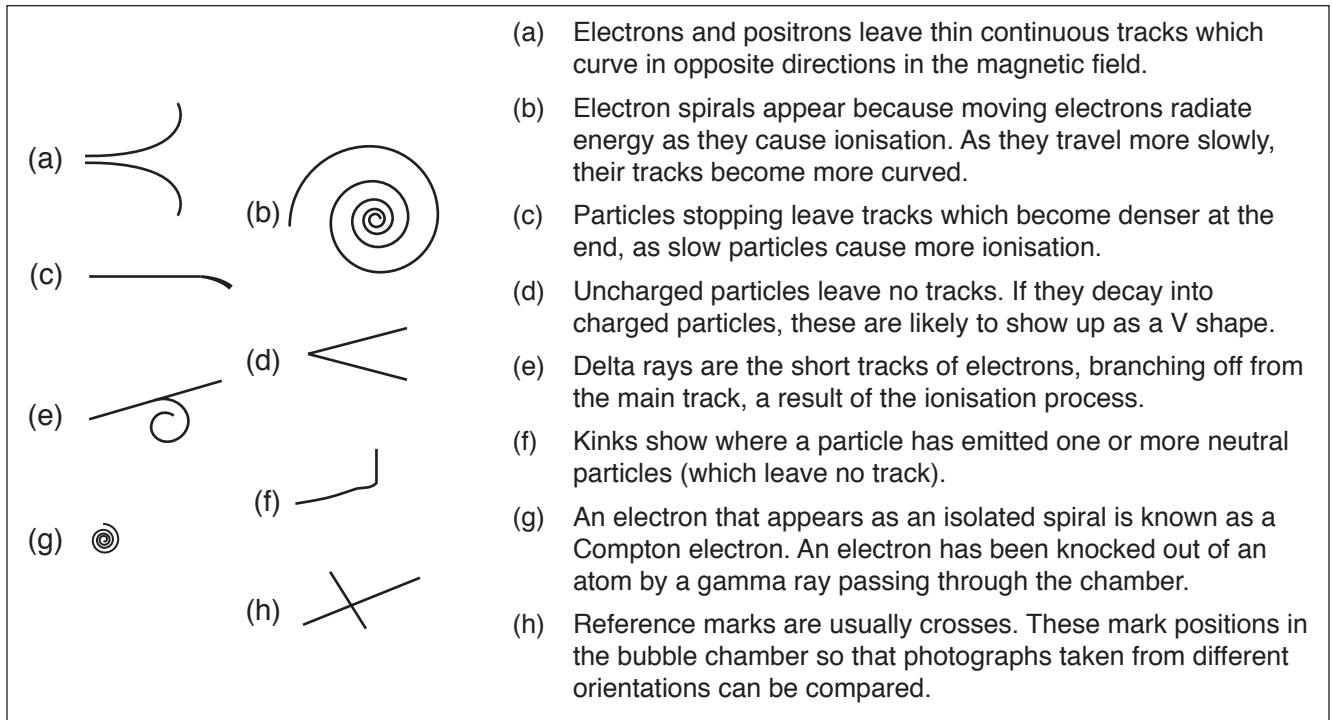 (a) Electrons and positrons leave thin continuous tracks which
curve in opposite directions in the magnetic field.
(b) Electron spirals appear because moving electrons radiate
energy as they cause ionisation. As they travel more slowly,
their tracks become more curved.
(c) Particles stopping leave tracks which become denser at the
end, as slow particles cause more ionisation.
(d) Uncharged particles leave no tracks. If they decay into
charged particles, these are likely to show up as a V shape.
(e) Delta rays are the short tracks of electrons, branching off from
the main track, a result of the ionisation process.
(f) Kinks show where a particle has emitted one or more neutral
particles (which leave no track).
(g) An electron that appears as an isolated spiral is known as a
Compton electron. An electron has been knocked out of an
atom by a gamma ray passing through the chamber.
(h) Reference marks are usually crosses. These mark positions in
the bubble chamber so that photographs taken from different
orientations can be compared.
(a)
(b)
(c)
(d)
(e)
(f)
(g)
(h)